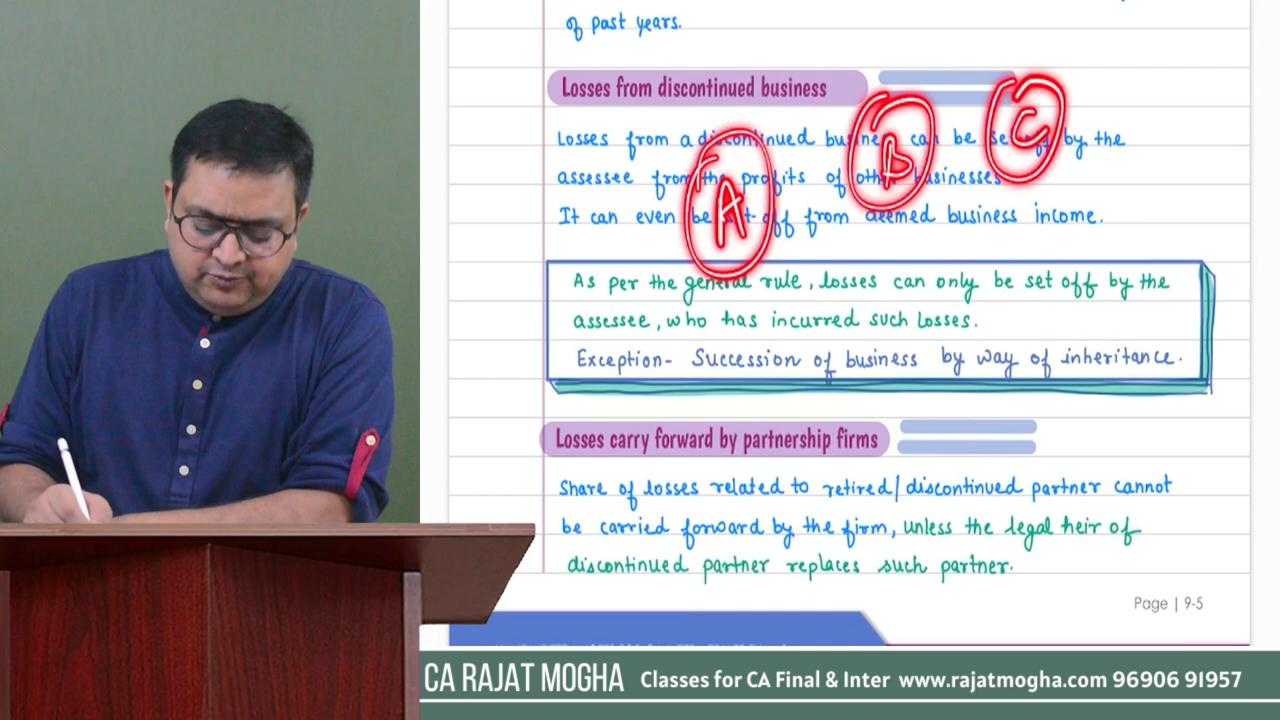 of past years.
Losses from discontinued business
Losses from a discontinued business can be set off by the
assessee from the profits of other businesses
It can even be set off from deemed business income.
A
B
C
As per the general rule, losses can only be set off by the
assessee, who has incurred such losses.
Exception- Succession of business by way of inheritance.
Losses carry forward by partnership firms
Share of losses related to retired/discontinued partner cannot
be carried forward by the firm, unless the legal heir of
discontinued partner replaces such partner.
Page | 9-5
CA RAJAT MOGHA Classes for CA Final & Inter www.rajatmogha.com 96906 91957